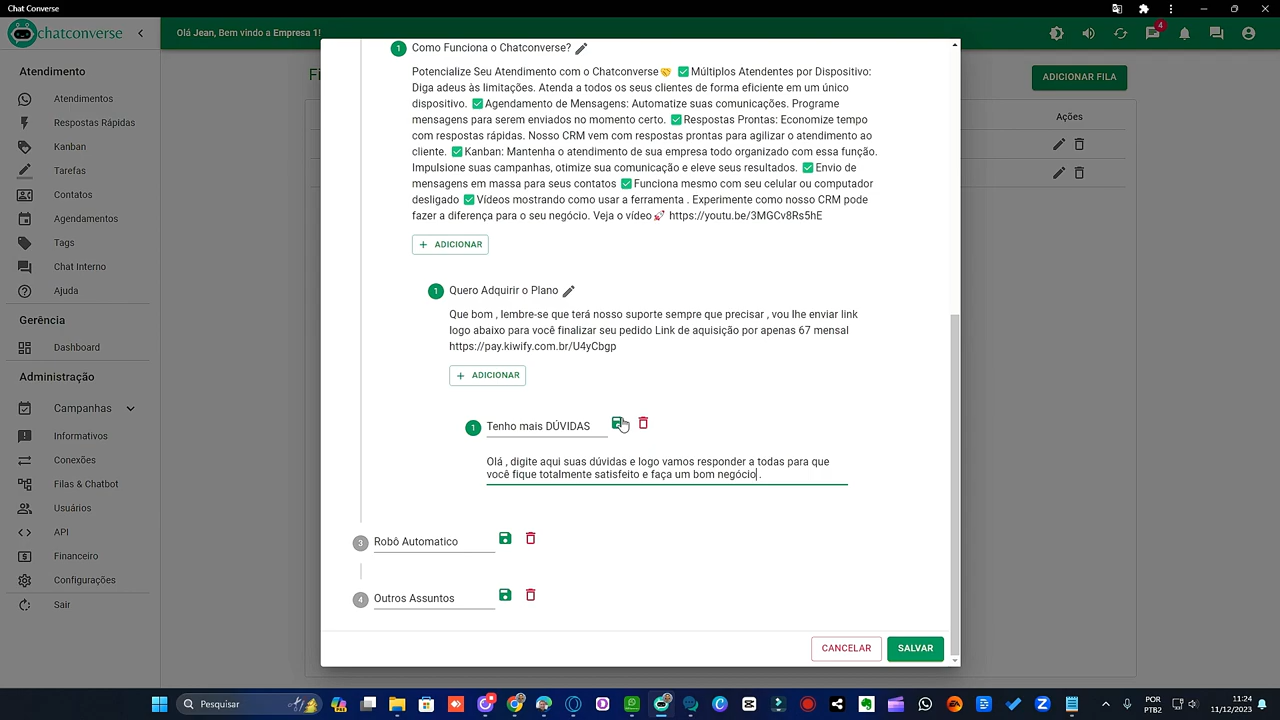 Chat Converse
chatconverse
Olá Jean, Bem vindo a Empresa 1!
4
Atendimento
Atendimentos
Respostas Rápidas
Kanban
Tarefas
Contatos
Agendamentos
Tags
Chat Interno
Ajuda
Gerência
Dashboard
Administração
Campanhas
Informativos
Conexões
Filas & Chatbot
Usuários
API
Financeiro
Configurações
Sair
Fi
ADICIONAR FILA
Ações
1 Como Funciona o Chatconverse?
Potencialize Seu Atendimento com o Chatconverse🤝 ✅Múltiplos Atendentes por Dispositivo:
Diga adeus às limitações. Atenda a todos os seus clientes de forma eficiente em um único
dispositivo. ✅Agendamento de Mensagens: Automatize suas comunicações. Programe
mensagens para serem enviados no momento certo. ✅Respostas Prontas: Economize tempo
com respostas rápidas. Nosso CRM vem com respostas prontas para agilizar o atendimento ao
cliente. ✅Kanban: Mantenha o atendimento de sua empresa todo organizado com essa função.
Impulsione suas campanhas, otimize sua comunicação e eleve seus resultados. ✅Envio de
mensagens em massa para seus contatos ✅Funciona mesmo com seu celular ou computador
desligado ✅Vídeos mostrando como usar a ferramenta . Experimente como nosso CRM pode
fazer a diferença para o seu negócio. Veja o vídeo🚀 https://youtu.be/3MGCv8Rs5hE
+ ADICIONAR
1 Quero Adquirir o Plano
Que bom , lembre-se que terá nosso suporte sempre que precisar , vou lhe enviar link
logo abaixo para você finalizar seu pedido Link de aquisição por apenas 67 mensal
https://pay.kiwify.com.br/U4yCbgp
+ ADICIONAR
1 Tenho mais DÚVIDAS
Olá , digite aqui suas dúvidas e logo vamos responder a todas para que
você fique totalmente satisfeito e faça um bom negócio .
3 Robô Automatico
4 Outros Assuntos
CANCELAR
SALVAR
Pesquisar
POR
PTB2
11:24
11/12/2023